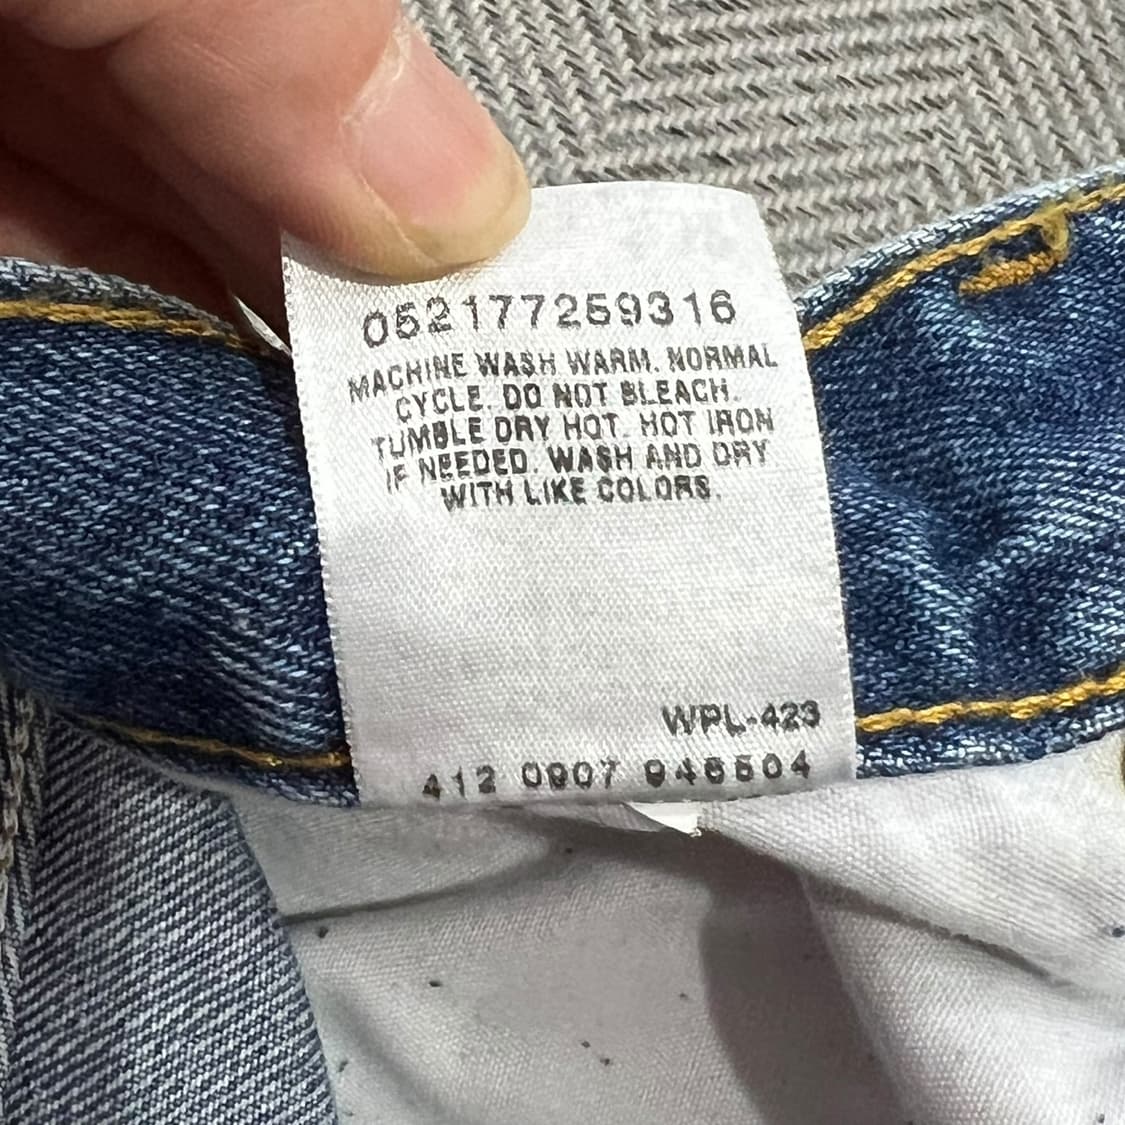 052177259316
MACHINE WASH WARM. NORMAL
CYCLE. DO NOT BLEACH.
TUMBLE DRY HOT. HOT IRON
IF NEEDED. WASH AND DRY
WITH LIKE COLORS.
WPL-423
412 0907